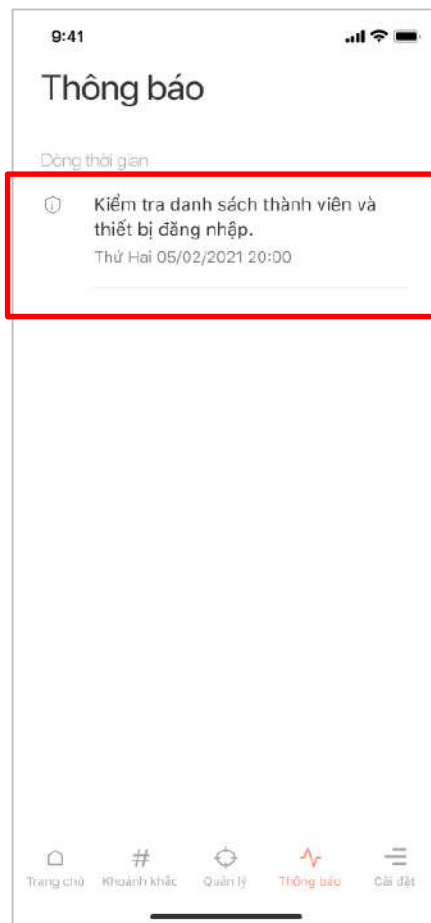 9:41
Thông báo
Dòng thời gian
Kiểm tra danh sách thành viên và
thiết bị đăng nhập.
Thứ Hai 05/02/2021 20:00
Trang chủ Khoảnh khắc Quản lý Thông báo Cài đặt